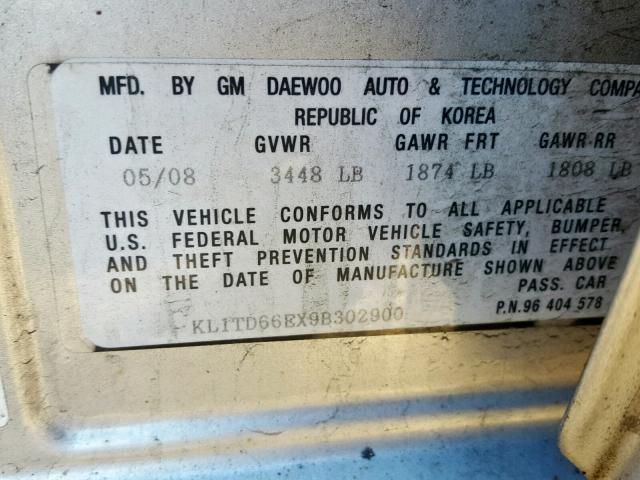 MFD. BY GM DAEWOO AUTO & TECHNOLOGY COMPA
REPUBLIC OF KOREA
DATE GVWR GAWR FRT GAWR RR
05/08 3448 LB 1874 LB 1808 LB
THIS VEHICLE CONFORMS TO ALL APPLICABLE
U.S. FEDERAL MOTOR VEHICLE SAFETY, BUMPER,
AND THEFT PREVENTION STANDARDS IN EFFECT
ON THE DATE OF MANUFACTURE SHOWN ABOVE
PASS. CAR
KL1TD66EX9B302900
P.N.96 404 578